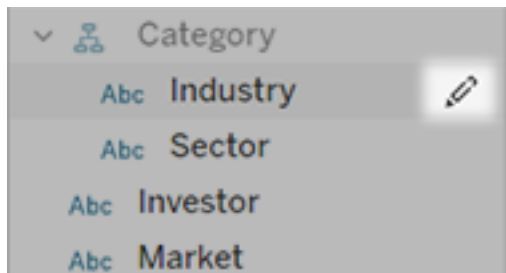 Category
Abc Industry
Abc Sector
Abc Investor
Abc Market